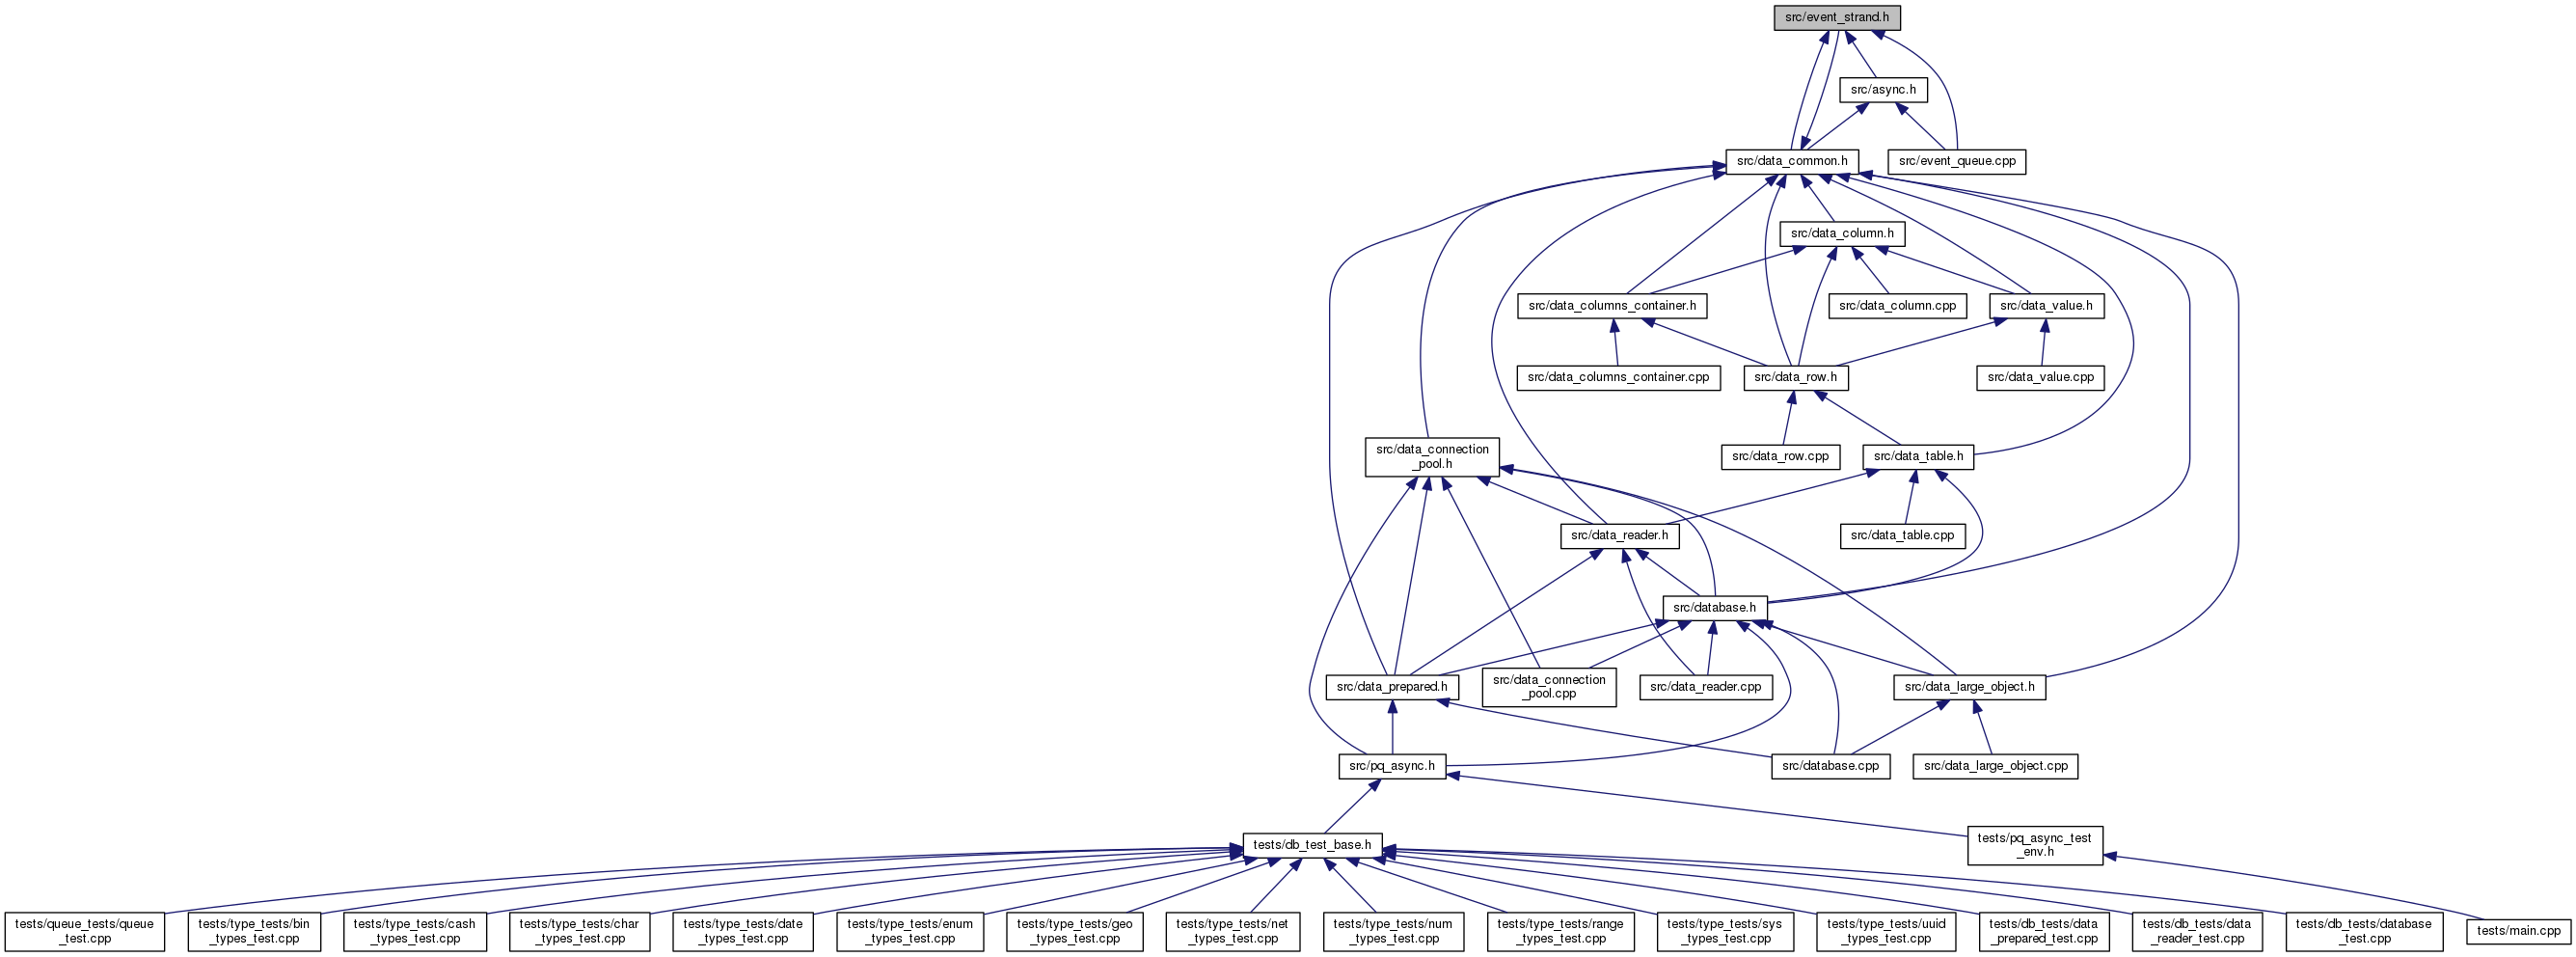 src/event_strand.h
src/async.h
src/data_common.h
src/event_queue.cpp
src/data_column.h
src/data_columns_container.h
src/data_column.cpp
src/data_value.h
src/data_columns_container.cpp
src/data_row.h
src/data_value.cpp
src/data_connection
_pool.h
src/data_row.cpp
src/data_table.h
src/data_reader.h
src/data_table.cpp
src/database.h
src/data_prepared.h
src/data_connection
_pool.cpp
src/data_reader.cpp
src/data_large_object.h
src/pq_async.h
src/database.cpp
src/data_large_object.cpp
tests/db_test_base.h
tests/pq_async_test
_env.h
tests/queue_tests/queue
_test.cpp
tests/type_tests/bin
_types_test.cpp
tests/type_tests/cash
_types_test.cpp
tests/type_tests/char
_types_test.cpp
tests/type_tests/date
_types_test.cpp
tests/type_tests/enum
_types_test.cpp
tests/type_tests/geo
_types_test.cpp
tests/type_tests/net
_types_test.cpp
tests/type_tests/num
_types_test.cpp
tests/type_tests/range
_types_test.cpp
tests/type_tests/sys
_types_test.cpp
tests/type_tests/uuid
_types_test.cpp
tests/db_tests/data
_prepared_test.cpp
tests/db_tests/data
_reader_test.cpp
tests/db_tests/database
_test.cpp
tests/main.cpp